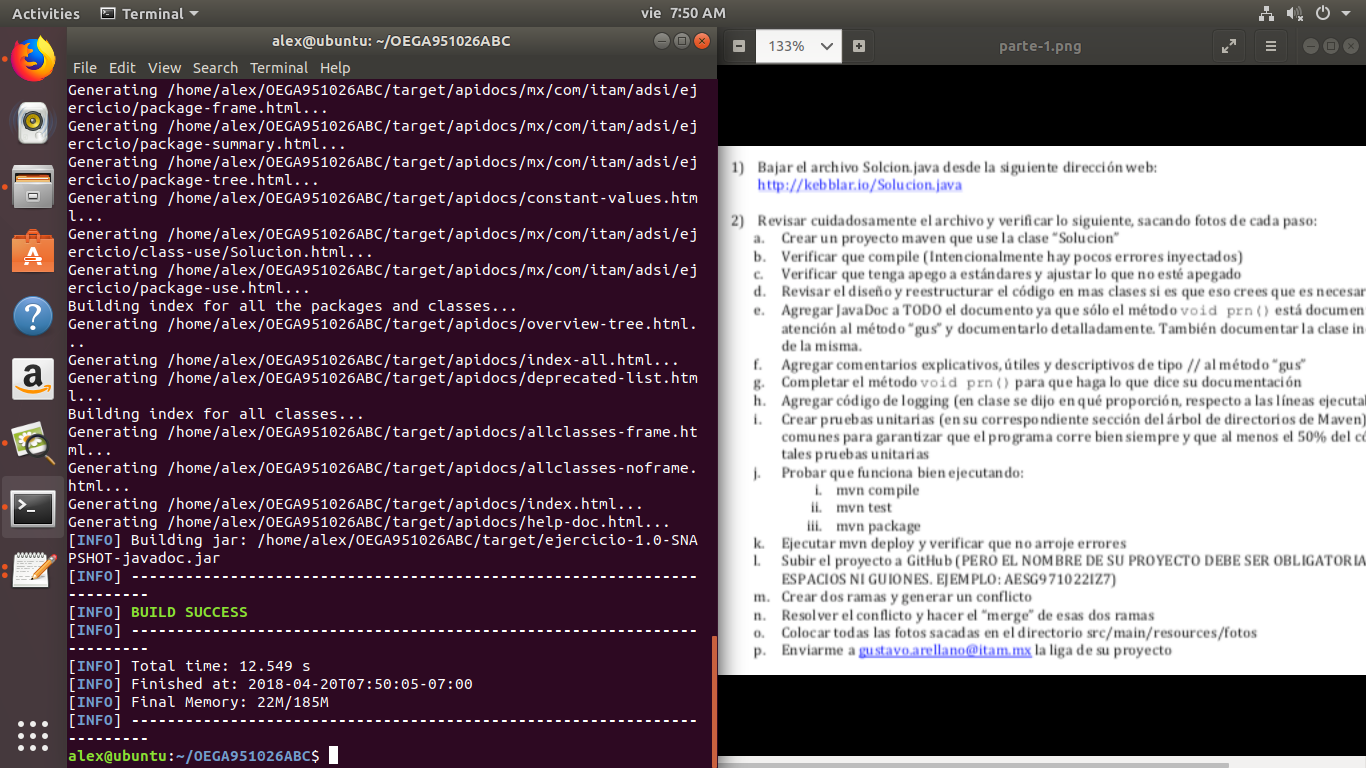 Activities
Terminal
vie 7:50 AM
alex@ubuntu: ~/OEGA951026ABC
File Edit View Search Terminal Help
Generating /home/alex/OEGA951026ABC/target/apidocs/mx/com/itam/adsi/ej
ercicio/package-frame.html...
Generating /home/alex/OEGA951026ABC/target/apidocs/mx/com/itam/adsi/ej
ercicio/package-summary.html...
Generating /home/alex/OEGA951026ABC/target/apidocs/mx/com/itam/adsi/ej
ercicio/package-tree.html...
Generating /home/alex/OEGA951026ABC/target/apidocs/constant-values.htm
l...
Generating /home/alex/OEGA951026ABC/target/apidocs/mx/com/itam/adsi/ej
ercicio/class-use/Solucion.html...
Generating /home/alex/OEGA951026ABC/target/apidocs/mx/com/itam/adsi/ej
ercicio/package-use.html...
Building index for all the packages and classes...
Generating /home/alex/OEGA951026ABC/target/apidocs/overview-tree.html.
..
Generating /home/alex/OEGA951026ABC/target/apidocs/index-all.html...
Generating /home/alex/OEGA951026ABC/target/apidocs/deprecated-list.htm
l...
Building index for all classes...
Generating /home/alex/OEGA951026ABC/target/apidocs/allclasses-frame.ht
ml...
Generating /home/alex/OEGA951026ABC/target/apidocs/allclasses-noframe.
html...
Generating /home/alex/OEGA951026ABC/target/apidocs/index.html...
Generating /home/alex/OEGA951026ABC/target/apidocs/help-doc.html...
[INFO] Building jar: /home/alex/OEGA951026ABC/target/ejercicio-1.0-SNA
PSHOT-javadoc.jar
[INFO] ---------------------------------------------------------------
---------
[INFO] BUILD SUCCESS
[INFO] ---------------------------------------------------------------
---------
[INFO] Total time: 12.549 s
[INFO] Finished at: 2018-04-20T07:50:05-07:00
[INFO] Final Memory: 22M/185M
[INFO] ---------------------------------------------------------------
---------
alex@ubuntu:~/OEGA951026ABC$
133%
parte-1.png
1) Bajar el archivo Solcion.java desde la siguiente dirección web:
http://kebblar.io/Solucion.java
2) Revisar cuidadosamente el archivo y verificar lo siguiente, sacando fotos de cada paso:
a. Crear un proyecto maven que use la clase “Solucion”
b. Verificar que compile (Intencionalmente hay pocos errores inyectados)
c. Verificar que tenga apego a estándares y ajustar lo que no esté apegado
d. Revisar el diseño y reestructurar el código en mas clases si es que eso crees que es necesar
e. Agregar JavaDoc a TODO el documento ya que sólo el método void prn() está documen
atención al método “gus” y documentarlo detalladamente. También documentar la clase in
de la misma.
f. Agregar comentarios explicativos, útiles y descriptivos de tipo // al método “gus”
g. Completar el método void prn() para que haga lo que dice su documentación
h. Agregar código de logging (en clase se dijo en qué proporción, respecto a las líneas ejecutal
i. Crear pruebas unitarias (en su correspondiente sección del árbol de directorios de Maven)
comunes para garantizar que el programa corre bien siempre y que al menos el 50% del có
tales pruebas unitarias
j. Probar que funciona bien ejecutando:
i. mvn compile
ii. mvn test
iii. mvn package
k. Ejecutar mvn deploy y verificar que no arroje errores
l. Subir el proyecto a GitHub (PERO EL NOMBRE DE SU PROYECTO DEBE SER OBLIGATORIA
ESPACIOS NI GUIONES. EJEMPLO: AESG971022IZ7)
m. Crear dos ramas y generar un conflicto
n. Resolver el conflicto y hacer el “merge” de esas dos ramas
o. Colocar todas las fotos sacadas en el directorio src/main/resources/fotos
p. Enviarme a gustavo.arellano@itam.mx la liga de su proyecto